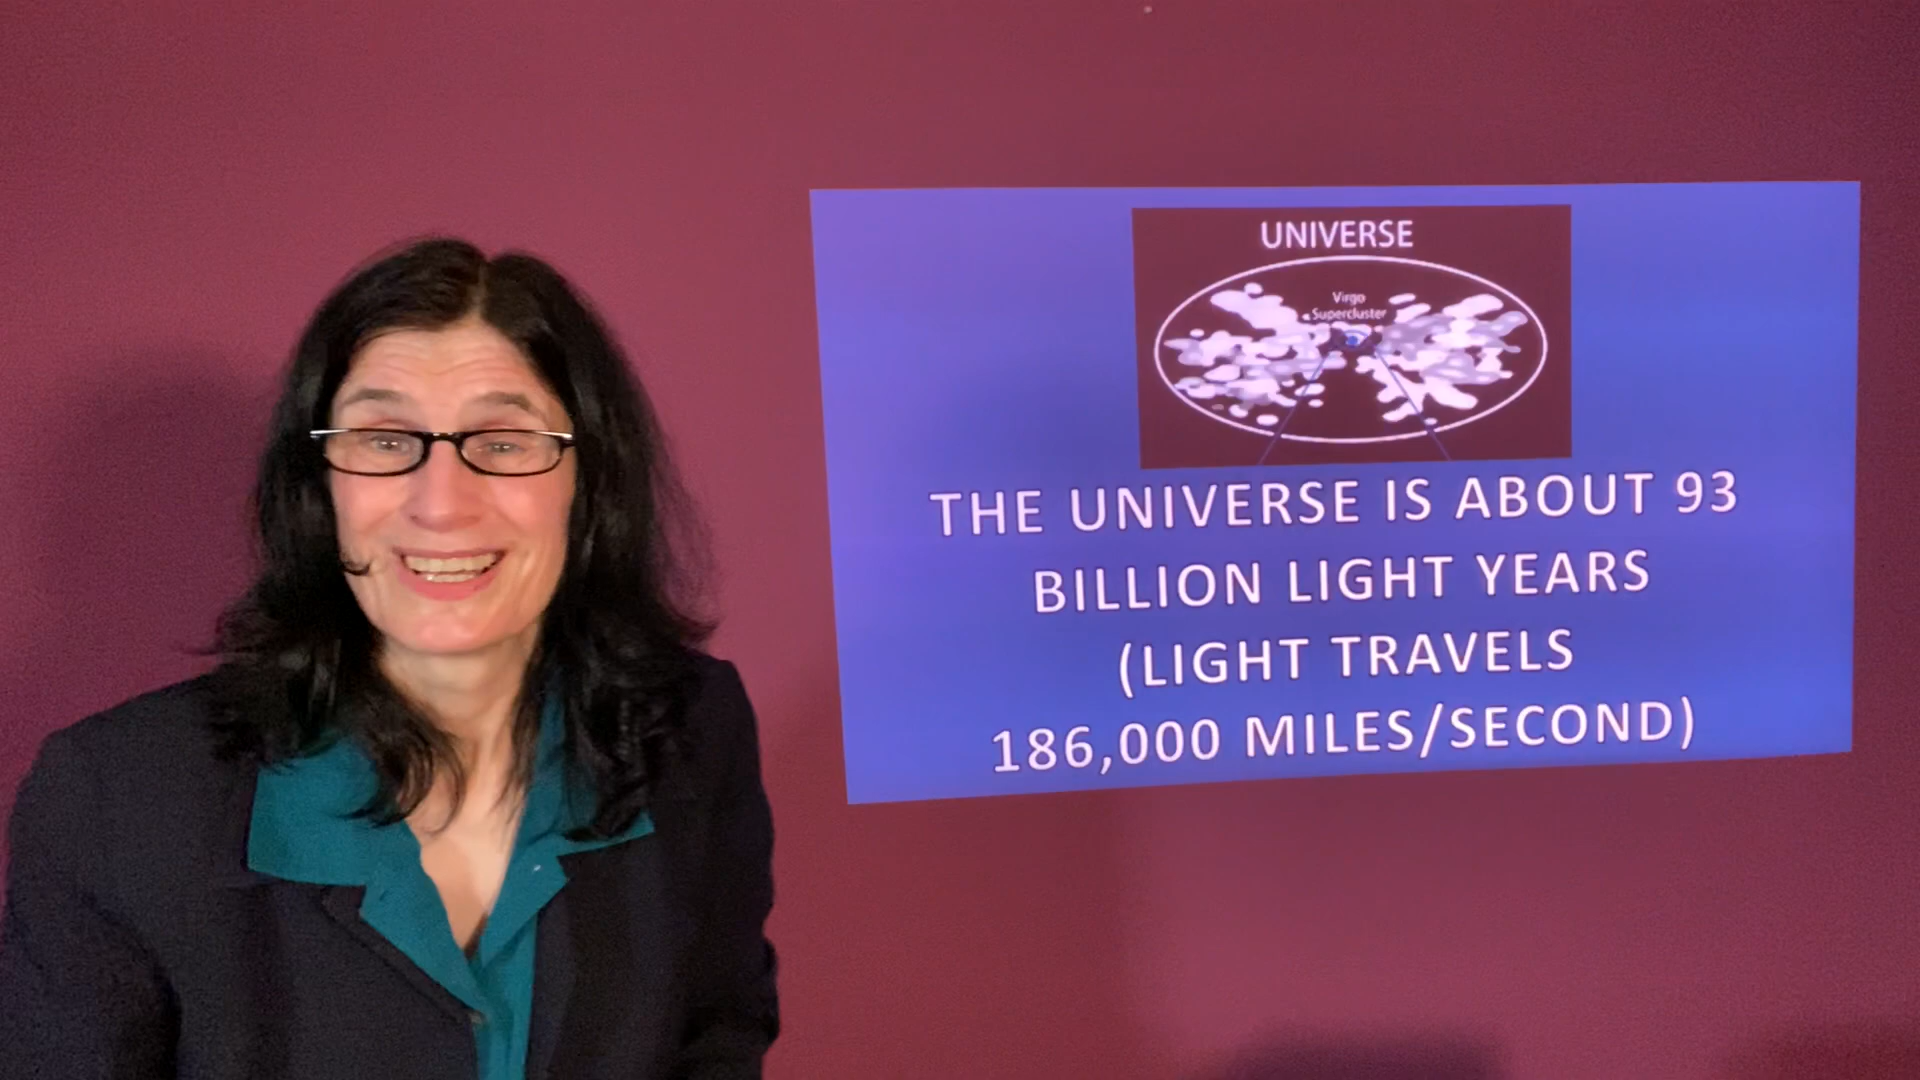 UNIVERSE
Virgo
Supercluster
THE UNIVERSE IS ABOUT 93
BILLION LIGHT YEARS
(LIGHT TRAVELS
186,000 MILES/SECOND)